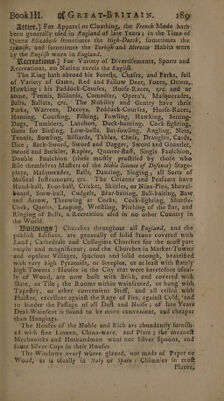 Book III. of GREAT-BRITAIN. 189
Attire.] For Apparel or Cloathing, the French Mode hath
been generally used in England of late Years; in the Time of
Queen Elizabeth sometimes the High-Dutch, sometimes the
Spanish, and sometimes the Turkish and Morocco Habits were
by the English worn in England.
Recreations.] For Variety of Divertisements, Sports and
Recreations, no Nation excels the English.
The King hath abroad his Forests, Chases, and Parks, full
of Variety of Game, Red and Fallow Deer, Foxes, Otters,
Hawking; his Paddock-Courses, Horse-Races, &c. and at
home, Tennis, Billiards, Comedies, Opera's, Masquerades,
Balls, Ballats, &c. The Nobility and Gentry have their
Parks, Warrens, Decoys, Paddock-Courses, Horse-Races,
Hunting, Coursing, Fishing, Fowling, Hawking, Setting-
Dogs, Tumblers, Lurchers, Duck-hunting, Cock-fighting,
Guns for Birding, Low-bells, Bat-fowling, Angling, Nets,
Tennis, Bowling, Billiards, Tables, Chess, Draughts, Cards,
Dice; Back-Sword, Sword and Dagger, Sword and Gauntlet,
Sword and Buckler, Rapier, Quarter-staff, Single Faulchion,
Double Faulchion (these mostly practised by those who
stile themselves Masters of the Noble Science of Defence) Stage-
plays, Masquerades, Balls, Dancing, Singing, all Sorts of
Musical Instruments, &c. The Citizens and Peasants have
Hand-ball, Foot-ball, Cricket, Skittles, or Nine-Pins, Shovel-
board, Stow-ball, Cudgels, Bear-baiting, Bull-baiting, Bow
and Arrow, Throwing at Cocks, Cock-fighting, Shuttle-
Cock, Quoits, Leaping, Wrestling, Pitching of the Bar, and
Ringing of Bells, a Recreation used in no other Country in
the World.
Buildings] Churches throughout all England, and the
publick Edifices, are generally of solid Stone covered with
Lead; Cathedrals and Collegiate Churches for the most part
ample and magnificent; and the Churches in Market-Towns
and opulent Villages, spacious and solid enough, beautified
with very high Pyramids, or Steeples, or at least with stately
high Towers: Houses in the City that were heretofore usual-
ly of Wood, are now built with Brick, and covered with
Slate, or Tile; the Rooms within wainscoted, or hung with
Tapestry, or other convenient Stuff, and all cieled with
Plaister, excellent against the Rage of Fire, against Cold, and
to hinder the Passage of all Dust and Noise; of late Years
Deal-Wainscot is found to be more convenient, and cheaper
than Hangings.
The Houses of the Noble and Rich are abundantly furnish-
ed with fine Linnen, China-ware, and Plate; the meanest
Mechanicks and Husbandman want not Silver Spoons, and
some Silver Cups in their Houses.
The Windows every where glazed, not made of Paper or
Wood, as is usually in Italy or Spain: Chimnies in most
Places,